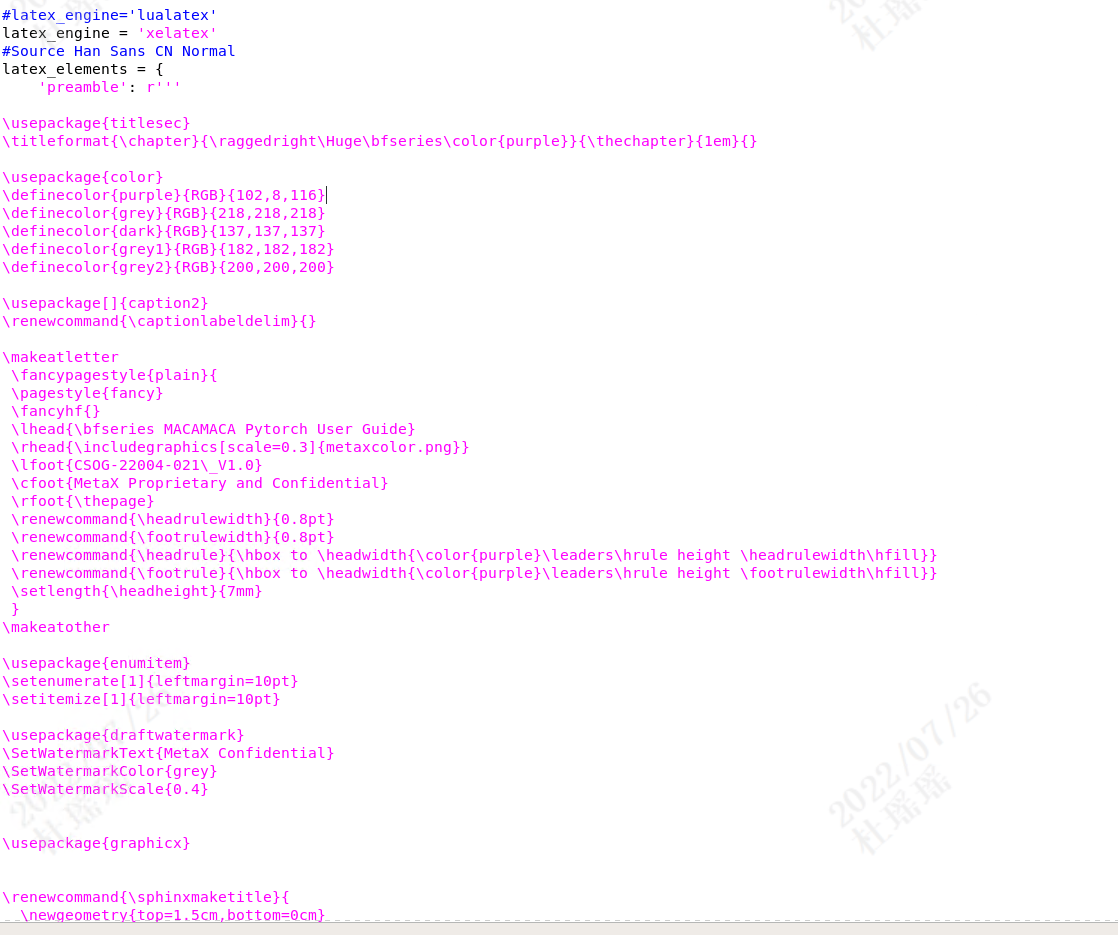 #latex_engine='lualatex'
latex_engine = 'xelatex'
#Source Han Sans CN Normal
latex_elements = {
    'preamble': r'''

\usepackage{titlesec}
\titleformat{\chapter}{\raggedright\Huge\bfseries\color{purple}}{\thechapter}{1em}{}

\usepackage{color}
\definecolor{purple}{RGB}{102,8,116}
\definecolor{grey}{RGB}{218,218,218}
\definecolor{dark}{RGB}{137,137,137}
\definecolor{grey1}{RGB}{182,182,182}
\definecolor{grey2}{RGB}{200,200,200}

\usepackage[]{caption2}
\renewcommand{\captionlabeldelim}{}

\makeatletter
 \fancypagestyle{plain}{
 \pagestyle{fancy}
 \fancyhf{}
 \lhead{\bfseries MACAMACA Pytorch User Guide}
 \rhead{\includegraphics[scale=0.3]{metaxcolor.png}}
 \lfoot{CSOG-22004-021\_V1.0}
 \cfoot{MetaX Proprietary and Confidential}
 \rfoot{\thepage}
 \renewcommand{\headrulewidth}{0.8pt}
 \renewcommand{\footrulewidth}{0.8pt}
 \renewcommand{\headrule}{\hbox to \headwidth{\color{purple}\leaders\hrule height \headrulewidth\hfill}}
 \renewcommand{\footrule}{\hbox to \headwidth{\color{purple}\leaders\hrule height \footrulewidth\hfill}}
 \setlength{\headheight}{7mm}
 }
\makeatother

\usepackage{enumitem}
\setenumerate[1]{leftmargin=10pt}
\setitemize[1]{leftmargin=10pt}

\usepackage{draftwatermark}
\SetWatermarkText{MetaX Confidential}
\SetWatermarkColor{grey}
\SetWatermarkScale{0.4}

\usepackage{graphicx}

\renewcommand{\sphinxmaketitle}{
  \newgeometry{top=1.5cm,bottom=0cm}
2022/07/26
杜瑶瑶
2022/07/26
杜瑶瑶
杜瑶